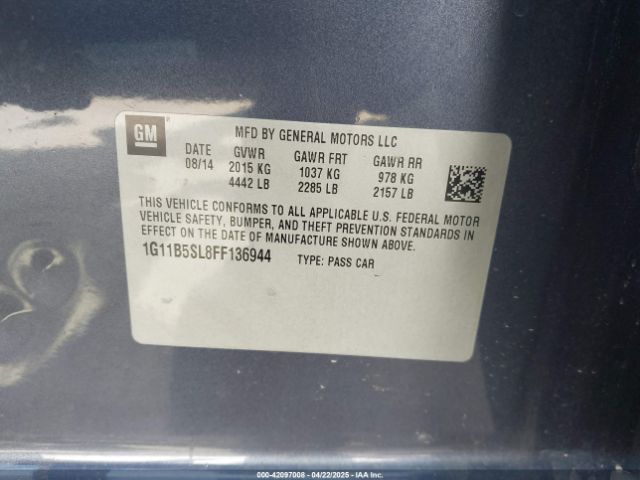 GM
MFD BY GENERAL MOTORS LLC
DATE GVWR GAWR FRT GAWR RR
08/14 2015 KG 1037 KG 978 KG
4442 LB 2285 LB 2157 LB
THIS VEHICLE CONFORMS TO ALL APPLICABLE U.S. FEDERAL MOTOR
VEHICLE SAFETY, BUMPER, AND THEFT PREVENTION STANDARDS IN
EFFECT ON THE DATE OF MANUFACTURE SHOWN ABOVE.
1G11B5SL8FF136944 TYPE: PASS CAR
000-42097008 - 04/22/2025 - IAAI.COM